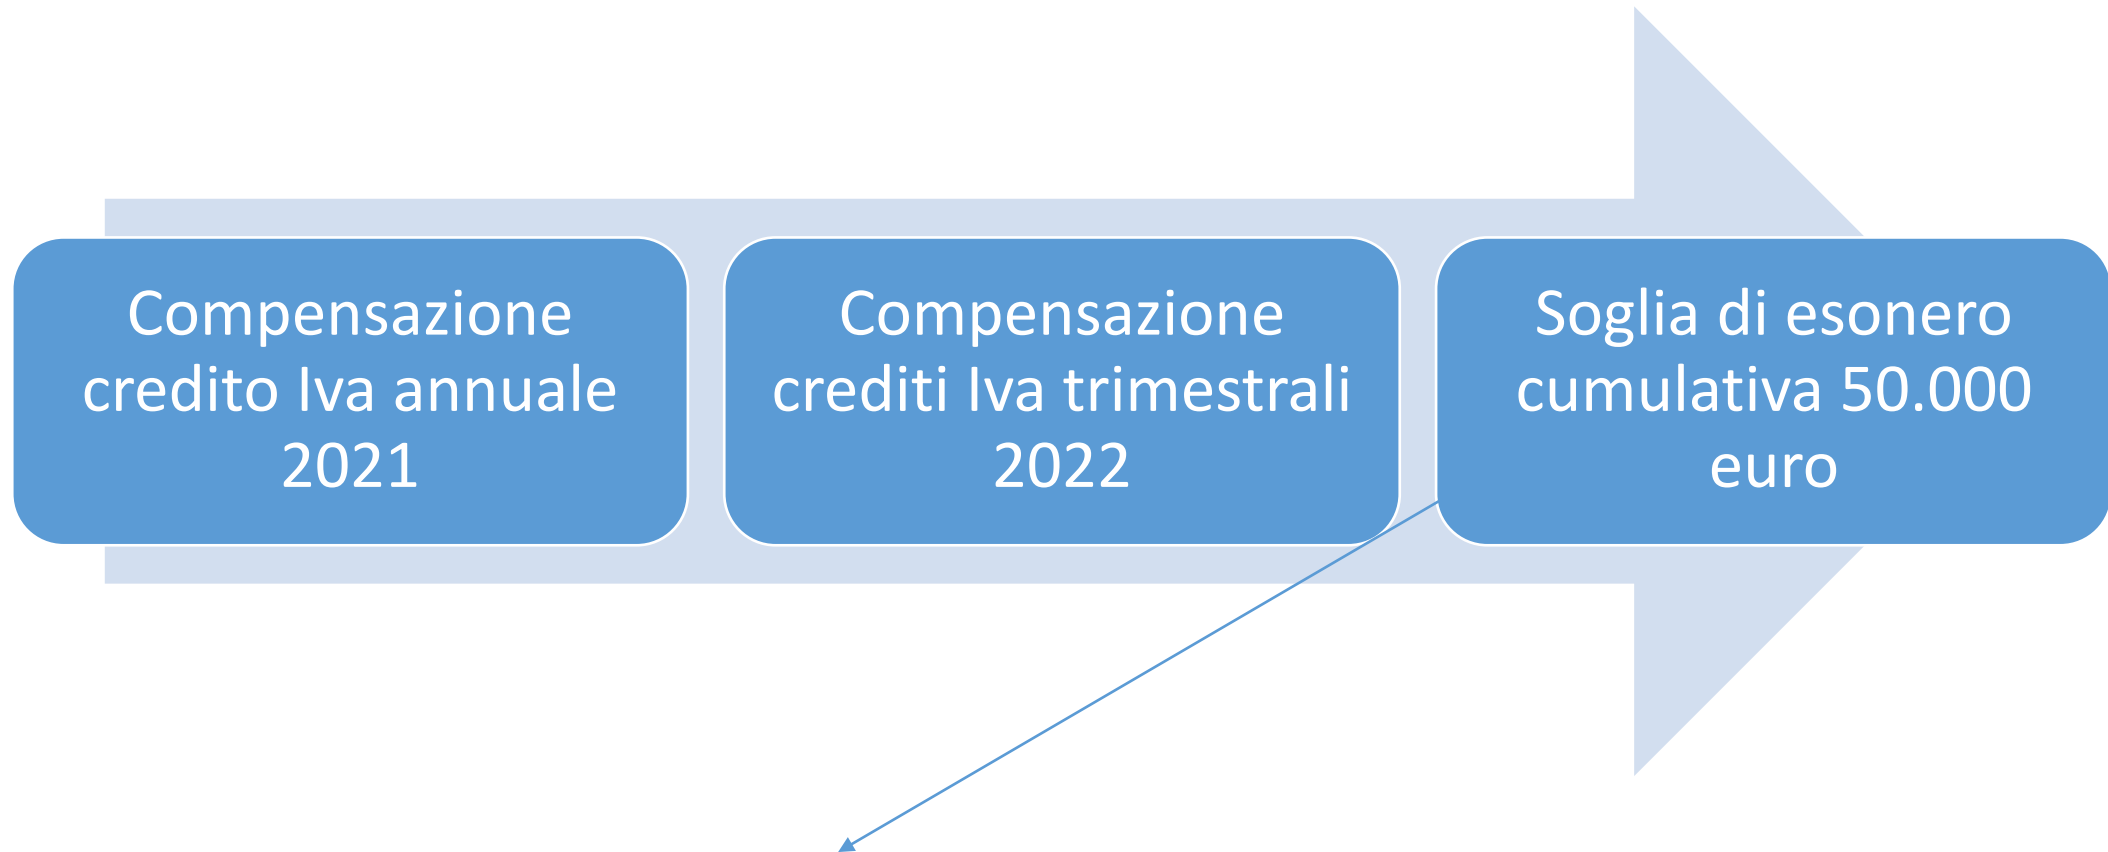 Compensazione
credito Iva annuale
2021
Compensazione
crediti Iva trimestrali
2022
Soglia di esonero
cumulativa 50.000
euro